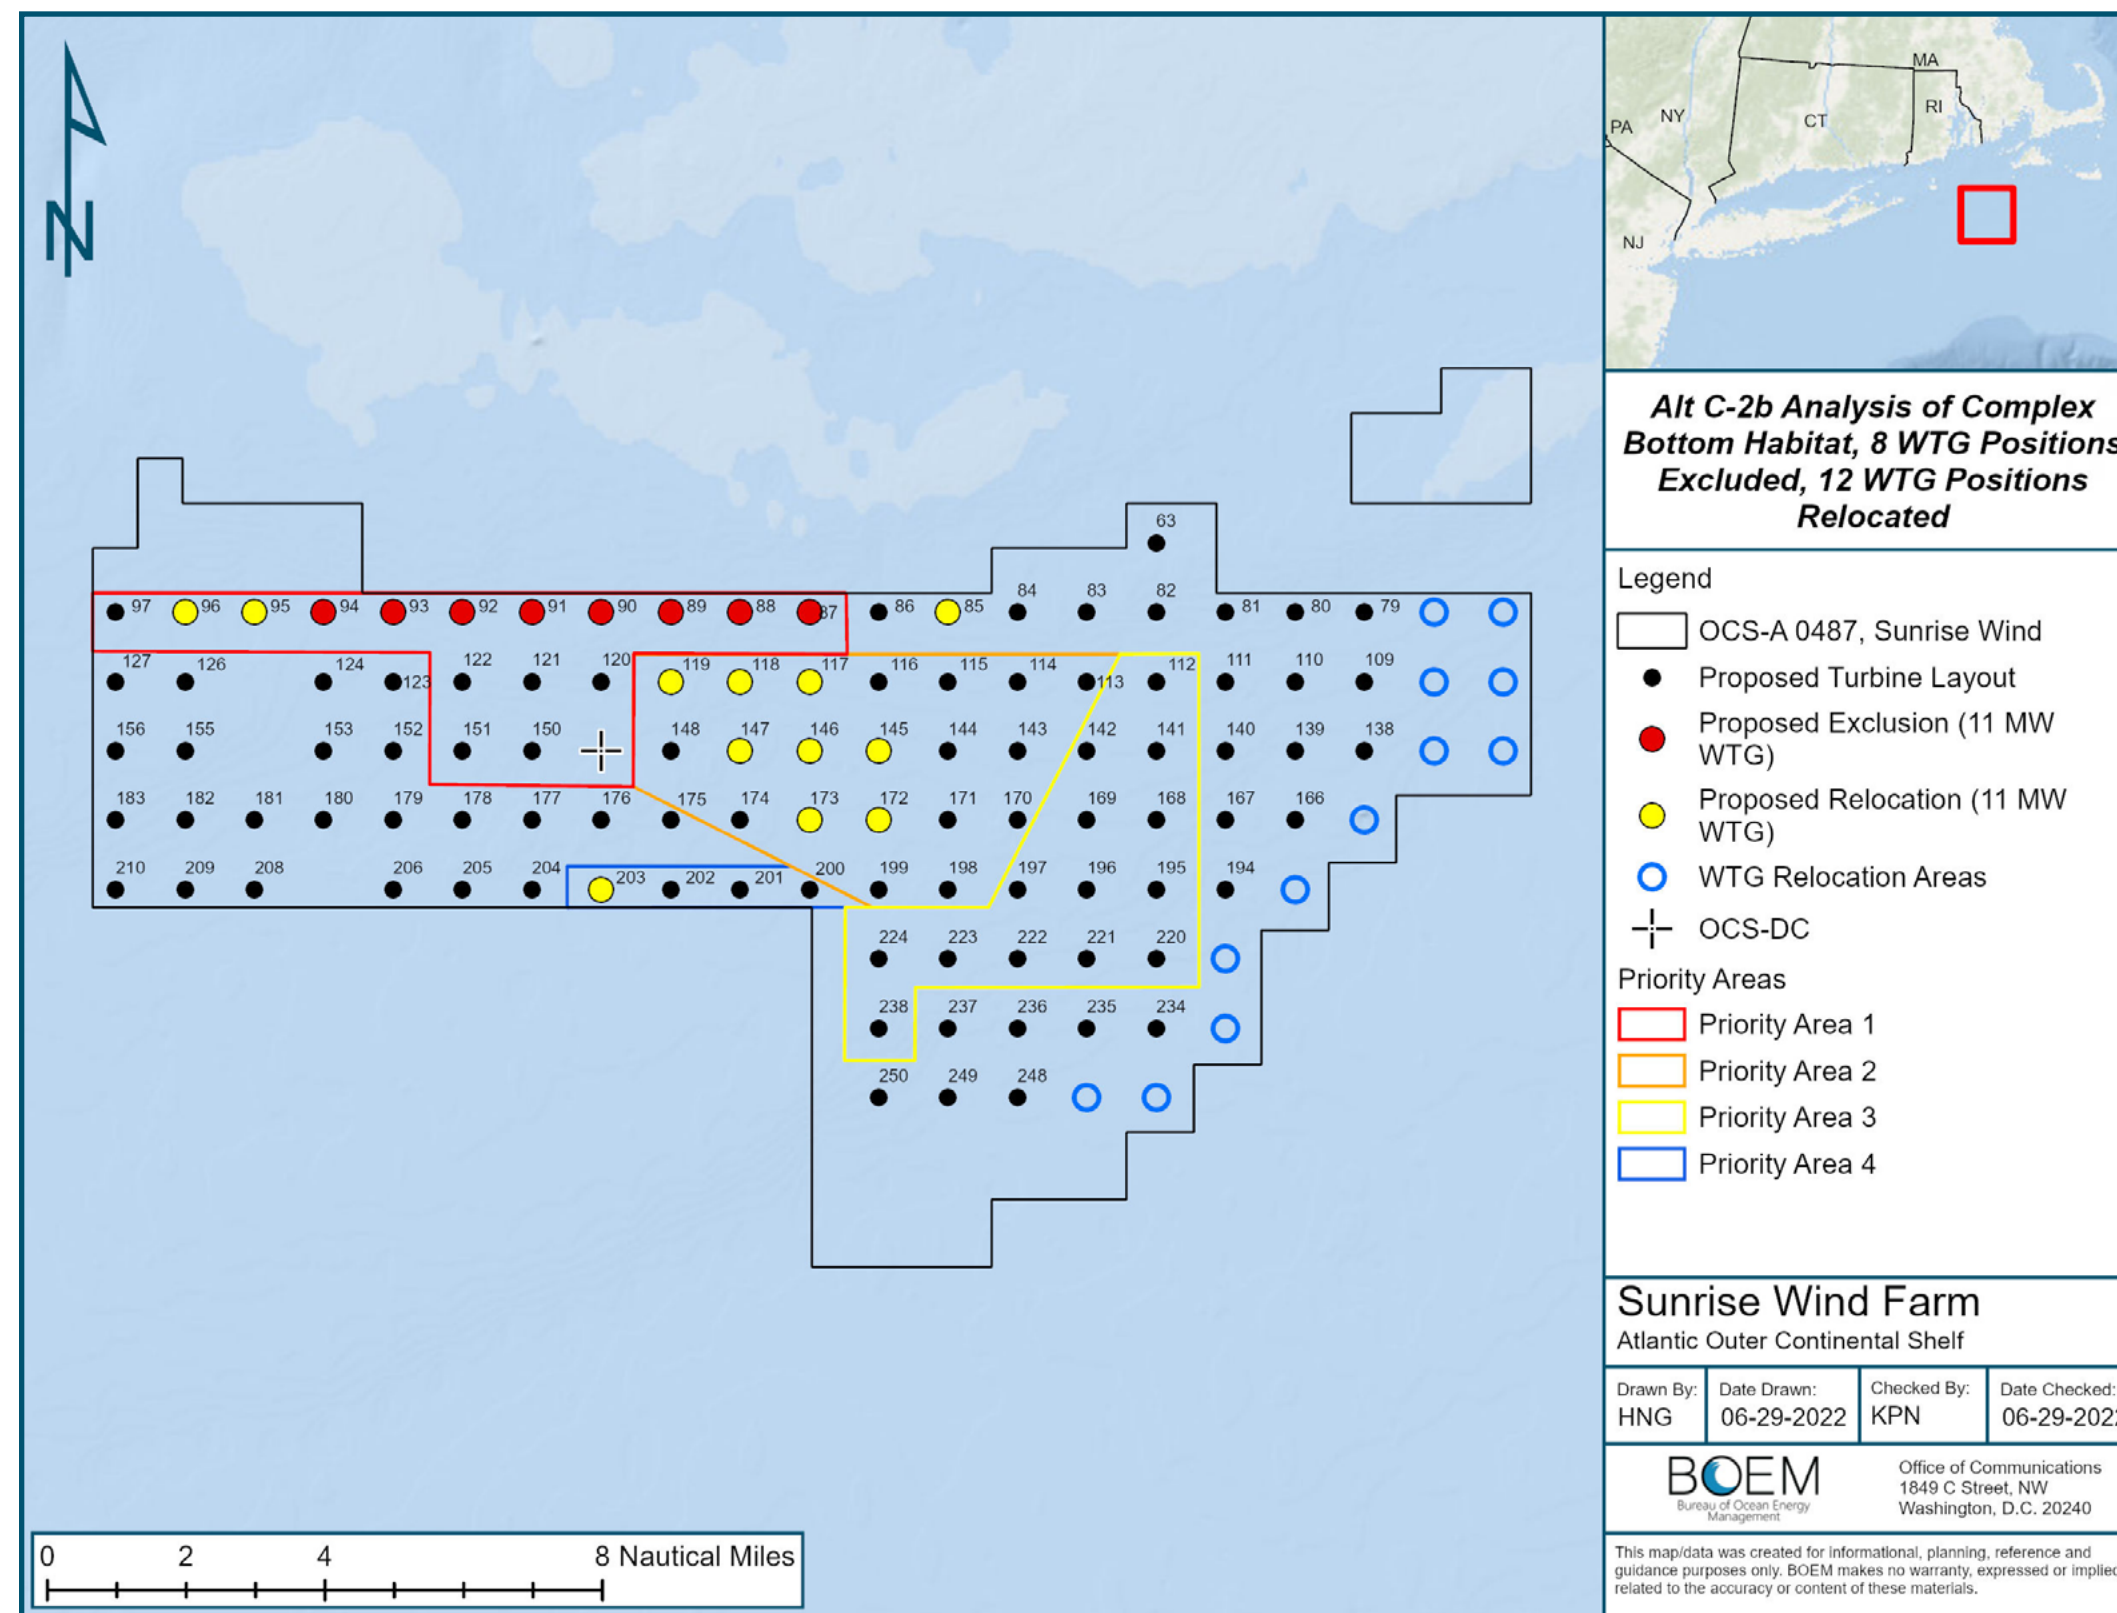 N
63
84
83
82
97
96
95
94
93
92
91
90
89
88
87
86
85
81
80
79
127
126
124
123
122
121
120
119
118
117
116
115
114
113
112
111
110
109
156
155
153
152
151
150
148
147
146
145
144
143
142
141
140
139
138
183
182
181
180
179
178
177
176
175
174
173
172
171
170
169
168
167
166
210
209
208
206
205
204
203
202
201
200
199
198
197
196
195
194
224
223
222
221
220
238
237
236
235
234
250
249
248
0 2 4 8 Nautical Miles
MA
NY
PA
CT
RI
NJ
Alt C-2b Analysis of Complex
Bottom Habitat, 8 WTG Positions
Excluded, 12 WTG Positions
Relocated
Legend
OCS-A 0487, Sunrise Wind
Proposed Turbine Layout
Proposed Exclusion (11 MW
WTG)
Proposed Relocation (11 MW
WTG)
WTG Relocation Areas
OCS-DC
Priority Areas
Priority Area 1
Priority Area 2
Priority Area 3
Priority Area 4
Sunrise Wind Farm
Atlantic Outer Continental Shelf
Drawn By:
HNG
Date Drawn:
06-29-2022
Checked By:
KPN
Date Checked:
06-29-2022
BOEM
Bureau of Ocean Energy
Management
Office of Communications
1849 C Street, NW
Washington, D.C. 20240
This map/data was created for informational, planning, reference and
guidance purposes only. BOEM makes no warranty, expressed or implied
related to the accuracy or content of these materials.